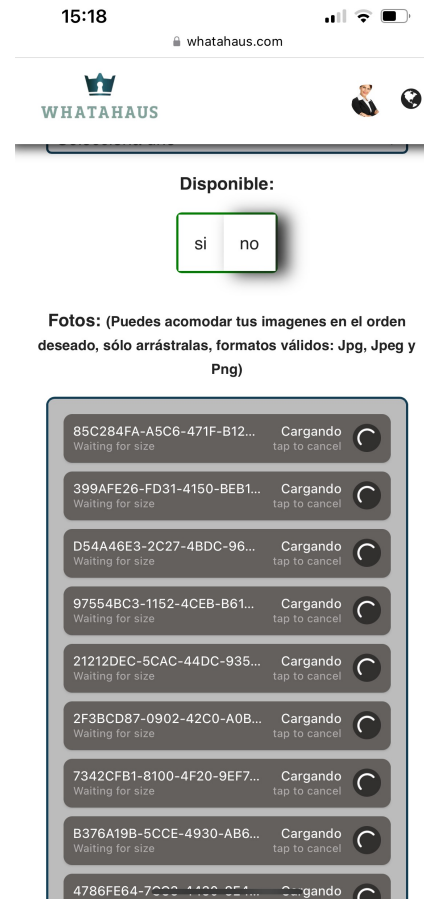 15:18
whatahaus.com
WHATAHAUS
Disponible:
si no
Fotos: (Puedes acomodar tus imagenes en el orden
deseado, sólo arrástralas, formatos válidos: Jpg, Jpeg y
Png)
85C284FA-A5C6-471F-B12... Cargando
Waiting for size tap to cancel
399AFE26-FD31-4150-BEB1... Cargando
Waiting for size tap to cancel
D54A46E3-2C27-4BDC-96... Cargando
Waiting for size tap to cancel
97554BC3-1152-4CEB-B61... Cargando
Waiting for size tap to cancel
21212DEC-5CAC-44DC-935... Cargando
Waiting for size tap to cancel
2F3BCD87-0902-42C0-A0B... Cargando
Waiting for size tap to cancel
7342CFB1-8100-4F20-9EF7... Cargando
Waiting for size tap to cancel
B376A19B-5CCE-4930-AB6... Cargando
Waiting for size tap to cancel
Cargando